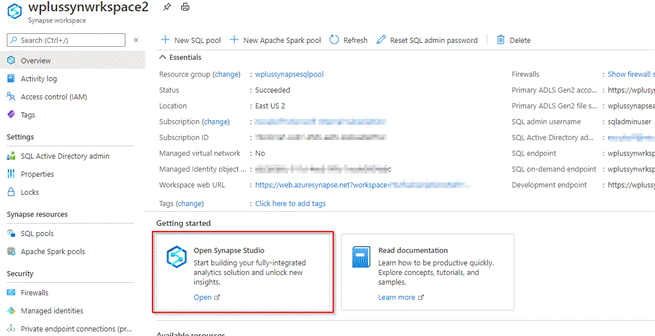 wplussynwrkspace2
Synapse workspace
Search (Ctrl+/)
Overview
Activity log
Access control (IAM)
Tags
Settings
SQL Active Directory admin
Properties
Locks
Synapse resources
SQL pools
Apache Spark pools
Security
Firewalls
Managed identities
Private endpoint connections (pr...
New SQL pool
New Apache Spark pool
Refresh
Reset SQL admin password
Delete
Essentials
Resource group (change) : wplussynapsesqlpool
Status : Succeeded
Location : East US 2
Subscription (change) :
Subscription ID :
Managed virtual network : No
Managed Identity object ... :
Workspace web URL : https://web.azuresynapse.net?workspace=
Tags (change) : Click here to add tags
Firewalls : Show firewall s
Primary ADLS Gen2 acco... : https://wplusy
Primary ADLS Gen2 file s... : wplussynapsea
SQL admin username : sqladminuser
SQL Active Directory ad... :
SQL endpoint : wplussynwrksp
SQL on-demand endpoint : wplussynwrksp
Development endpoint : https://wplussy
Getting started
Open Synapse Studio
Start building your fully-integrated
analytics solution and unlock new
insights.
Open
Read documentation
Learn how to be productive quickly.
Explore concepts, tutorials, and
samples.
Learn more
Available resources